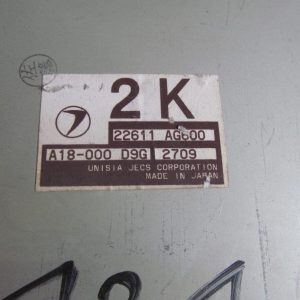 2K
22611 AG600
A18-000 D9G 2709
UNISIA JECS CORPORATION
MADE IN JAPAN